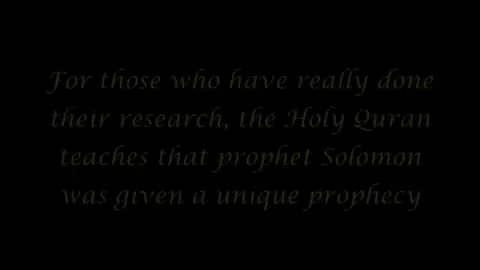 For those who have really done
their research, the Holy Quran
teaches that prophet Solomon
was given a unique prophecy